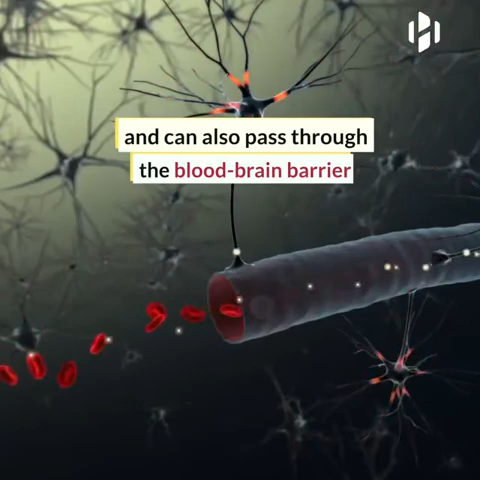 and can also pass through
the blood-brain barrier